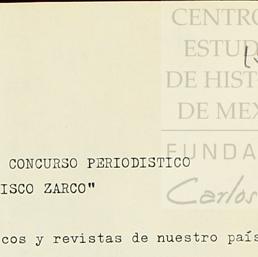 CENTRO
ESTUD
DE HIST
DE MEX
FUNDA
Carlos
CONCURSO PERIODISTICO
ISCO ZARCO"
cos y revistas de nuestro país